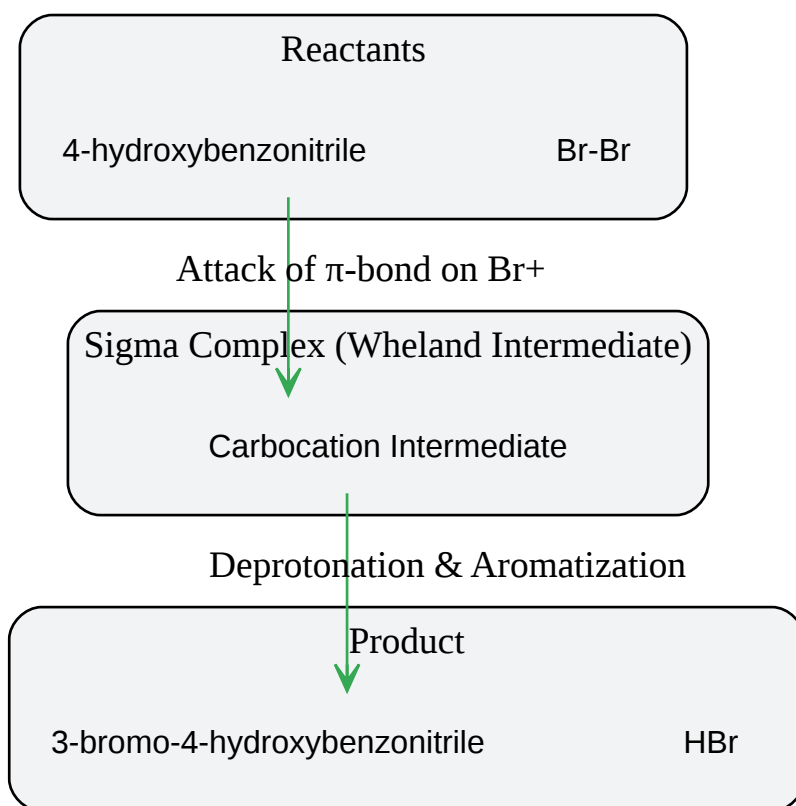 Reactants
4-hydroxybenzonitrile Br-Br
Attack of π-bond on Br+
Sigma Complex (Wheland Intermediate)
Carbocation Intermediate
Deprotonation & Aromatization
Product
3-bromo-4-hydroxybenzonitrile HBr